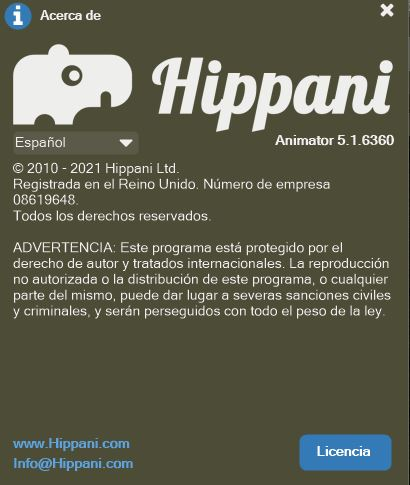 Acerca de
Hippani
Español
Animator 5.1.6360
© 2010 - 2021 Hippani Ltd.
Registrada en el Reino Unido. Número de empresa
08619648.
Todos los derechos reservados.
ADVERTENCIA: Este programa está protegido por el
derecho de autor y tratados internacionales. La reproducción
no autorizada o la distribución de este programa, o cualquier
parte del mismo, puede dar lugar a severas sanciones civiles
y criminales, y serán perseguidos con todo el peso de la ley.
www.Hippani.com
Info@Hippani.com
Licencia